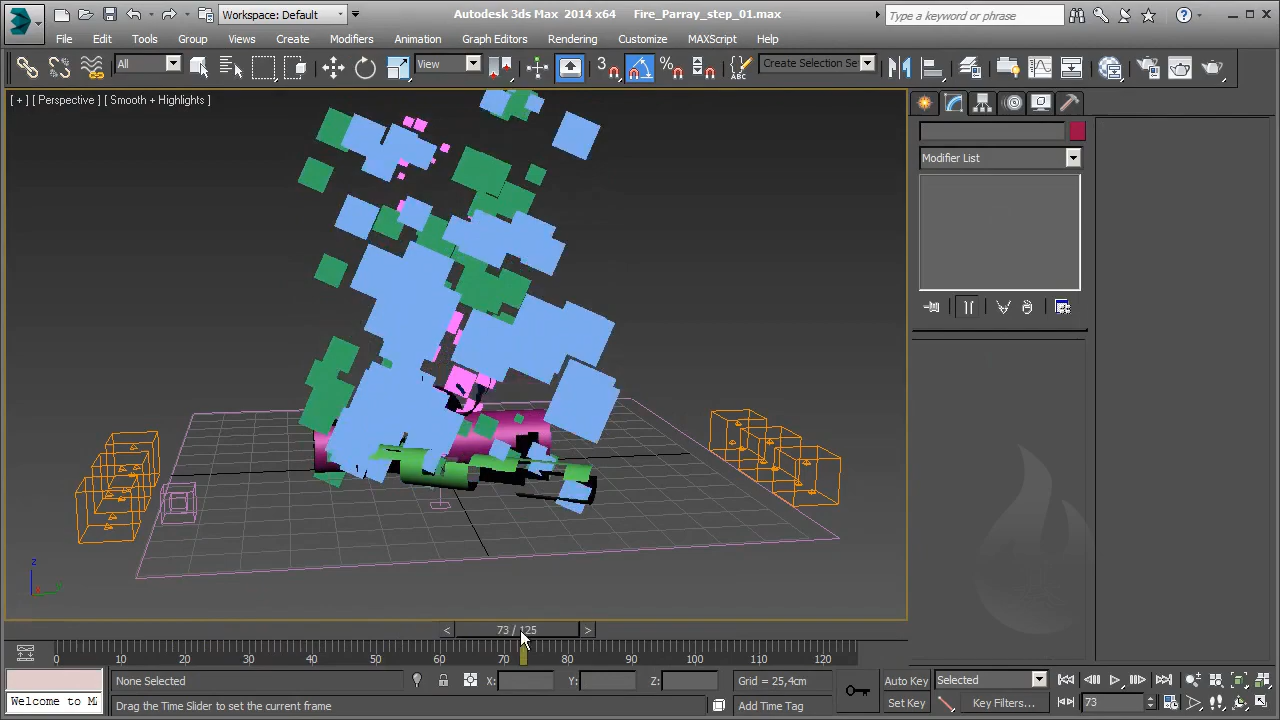 Workspace: Default
Autodesk 3ds Max 2014 x64 Fire_Parray_step_01.max
Type a keyword or phrase
File Edit Tools Group Views Create Modifiers Animation Graph Editors Rendering Customize MAXScript Help
All View 3 Create Selection Se
[ + ] [ Perspective ] [ Smooth + Highlights ]
Modifier List
z
73 / 125
0 10 20 30 40 50 60 70 80 90 100 110 120
None Selected X: Y: Z: Grid = 25,4cm Auto Key Selected
Welcome to M Drag the Time Slider to set the current frame Add Time Tag Set Key Key Filters... 73